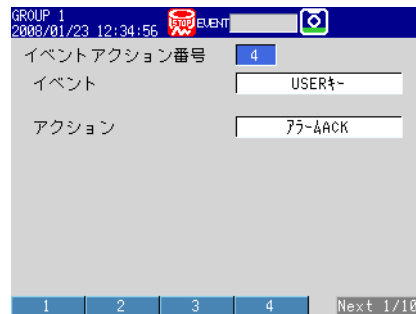 GROUP 1
2008/01/23 12:34:56 STOP EVENT
イベントアクション番号 4
イベント USERｷｰ
アクション ｱﾗｰﾑACK
1 2 3 4 Next 1/10